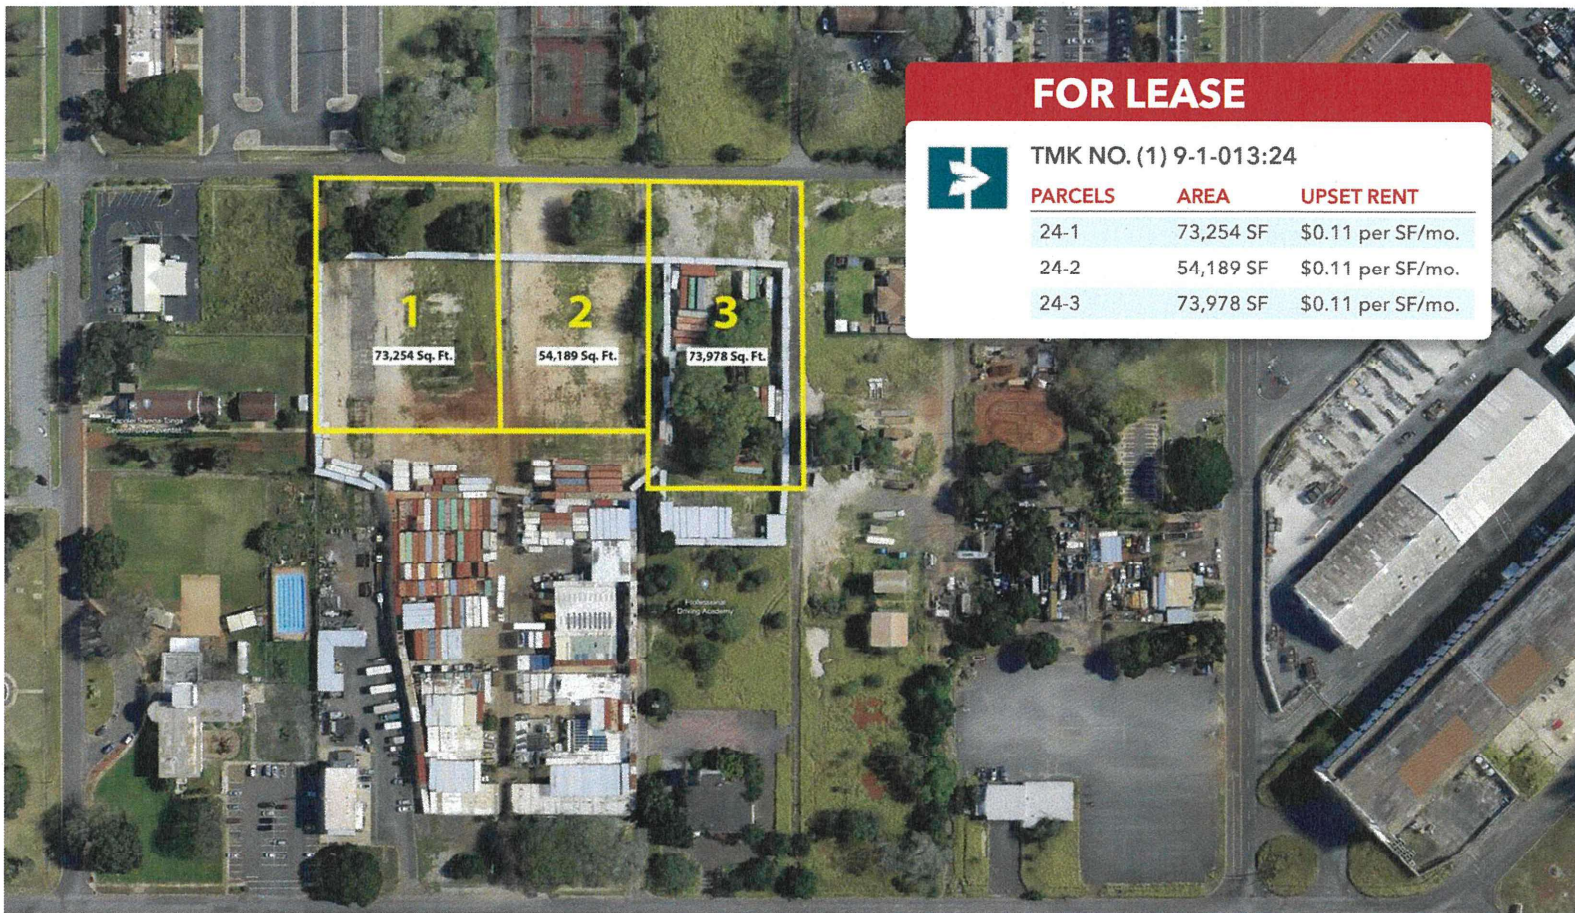 FOR LEASE
TMK NO. (1) 9-1-013:24
PARCELS AREA UPSET RENT
24-1 73,254 SF $0.11 per SF/mo.
24-2 54,189 SF $0.11 per SF/mo.
24-3 73,978 SF $0.11 per SF/mo.
1
73,254 Sq. Ft.
2
54,189 Sq. Ft.
3
73,978 Sq. Ft.
Professional
Driving Academy